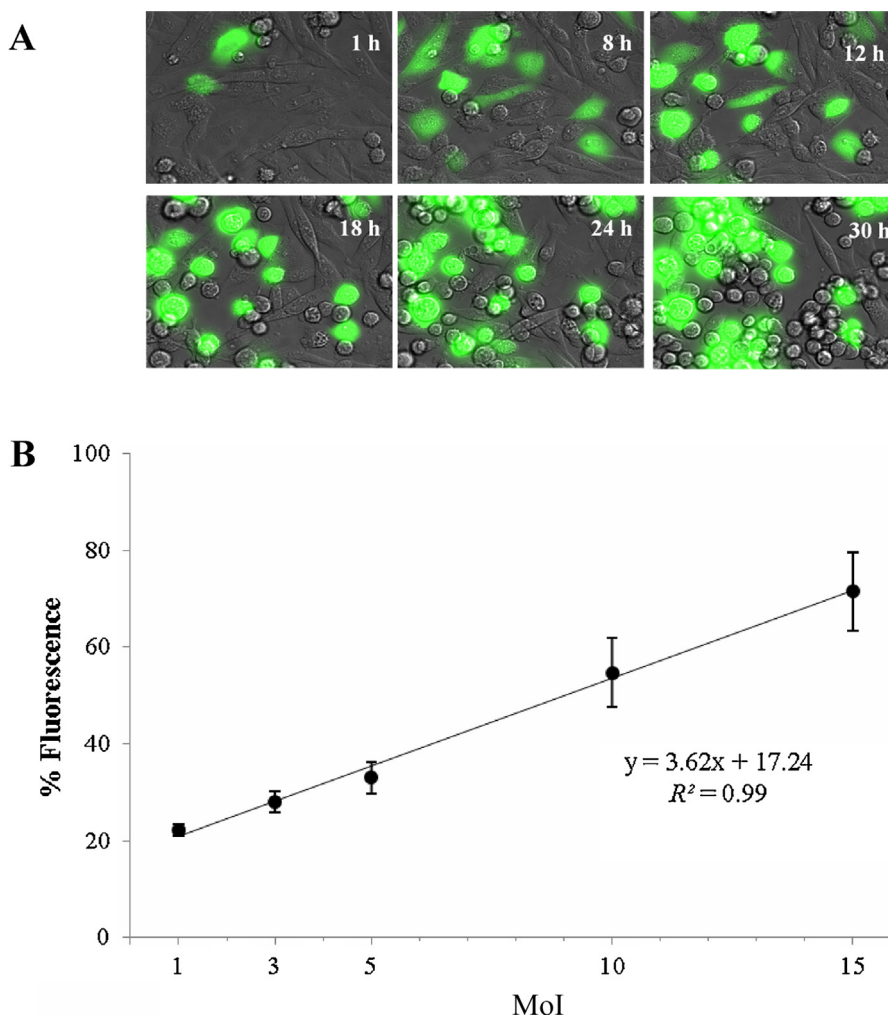 A
1 h
8 h
12 h
18 h
24 h
30 h
B
100
80
60
40
20
0
% Fluorescence
y = 3.62x + 17.24
R² = 0.99
1 3 5 10 15
MoI